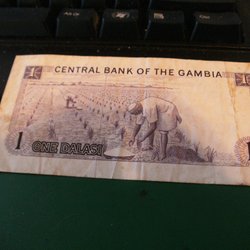 1
CENTRAL BANK OF THE GAMBIA
1
ONE DALASI